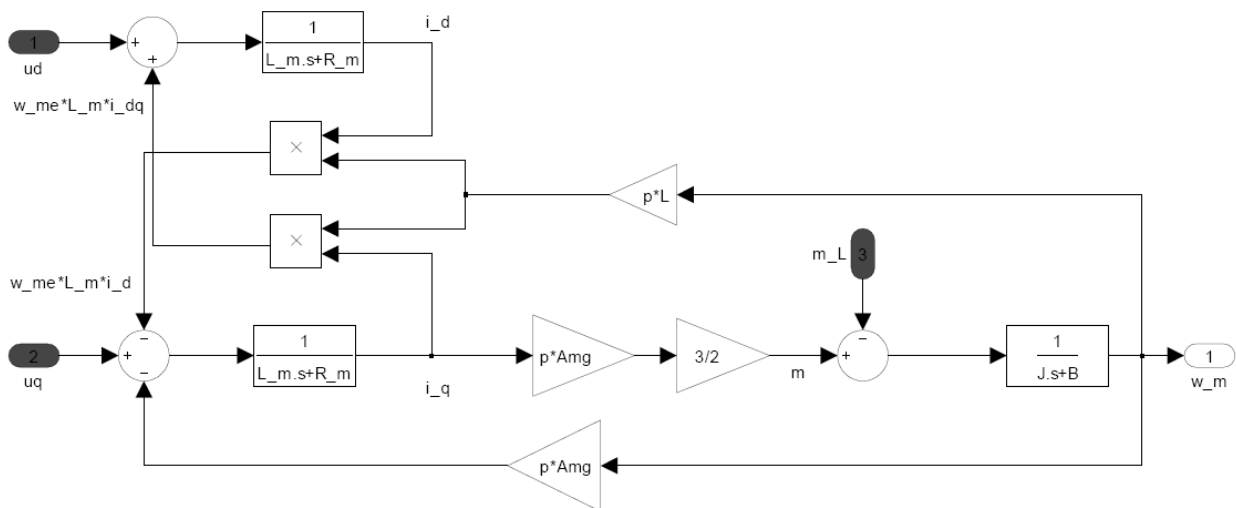 i_d
1
1
+
+
L_m.s+R_m
ud
w_me*L_m*i_dq
×
p*L
×
m_L
3
w_me*L_m*i_d
−
1
−
1
2
+
p*Amg
3/2
+
1
L_m.s+R_m
−
m
J.s+B
uq
i_q
w_m
p*Amg